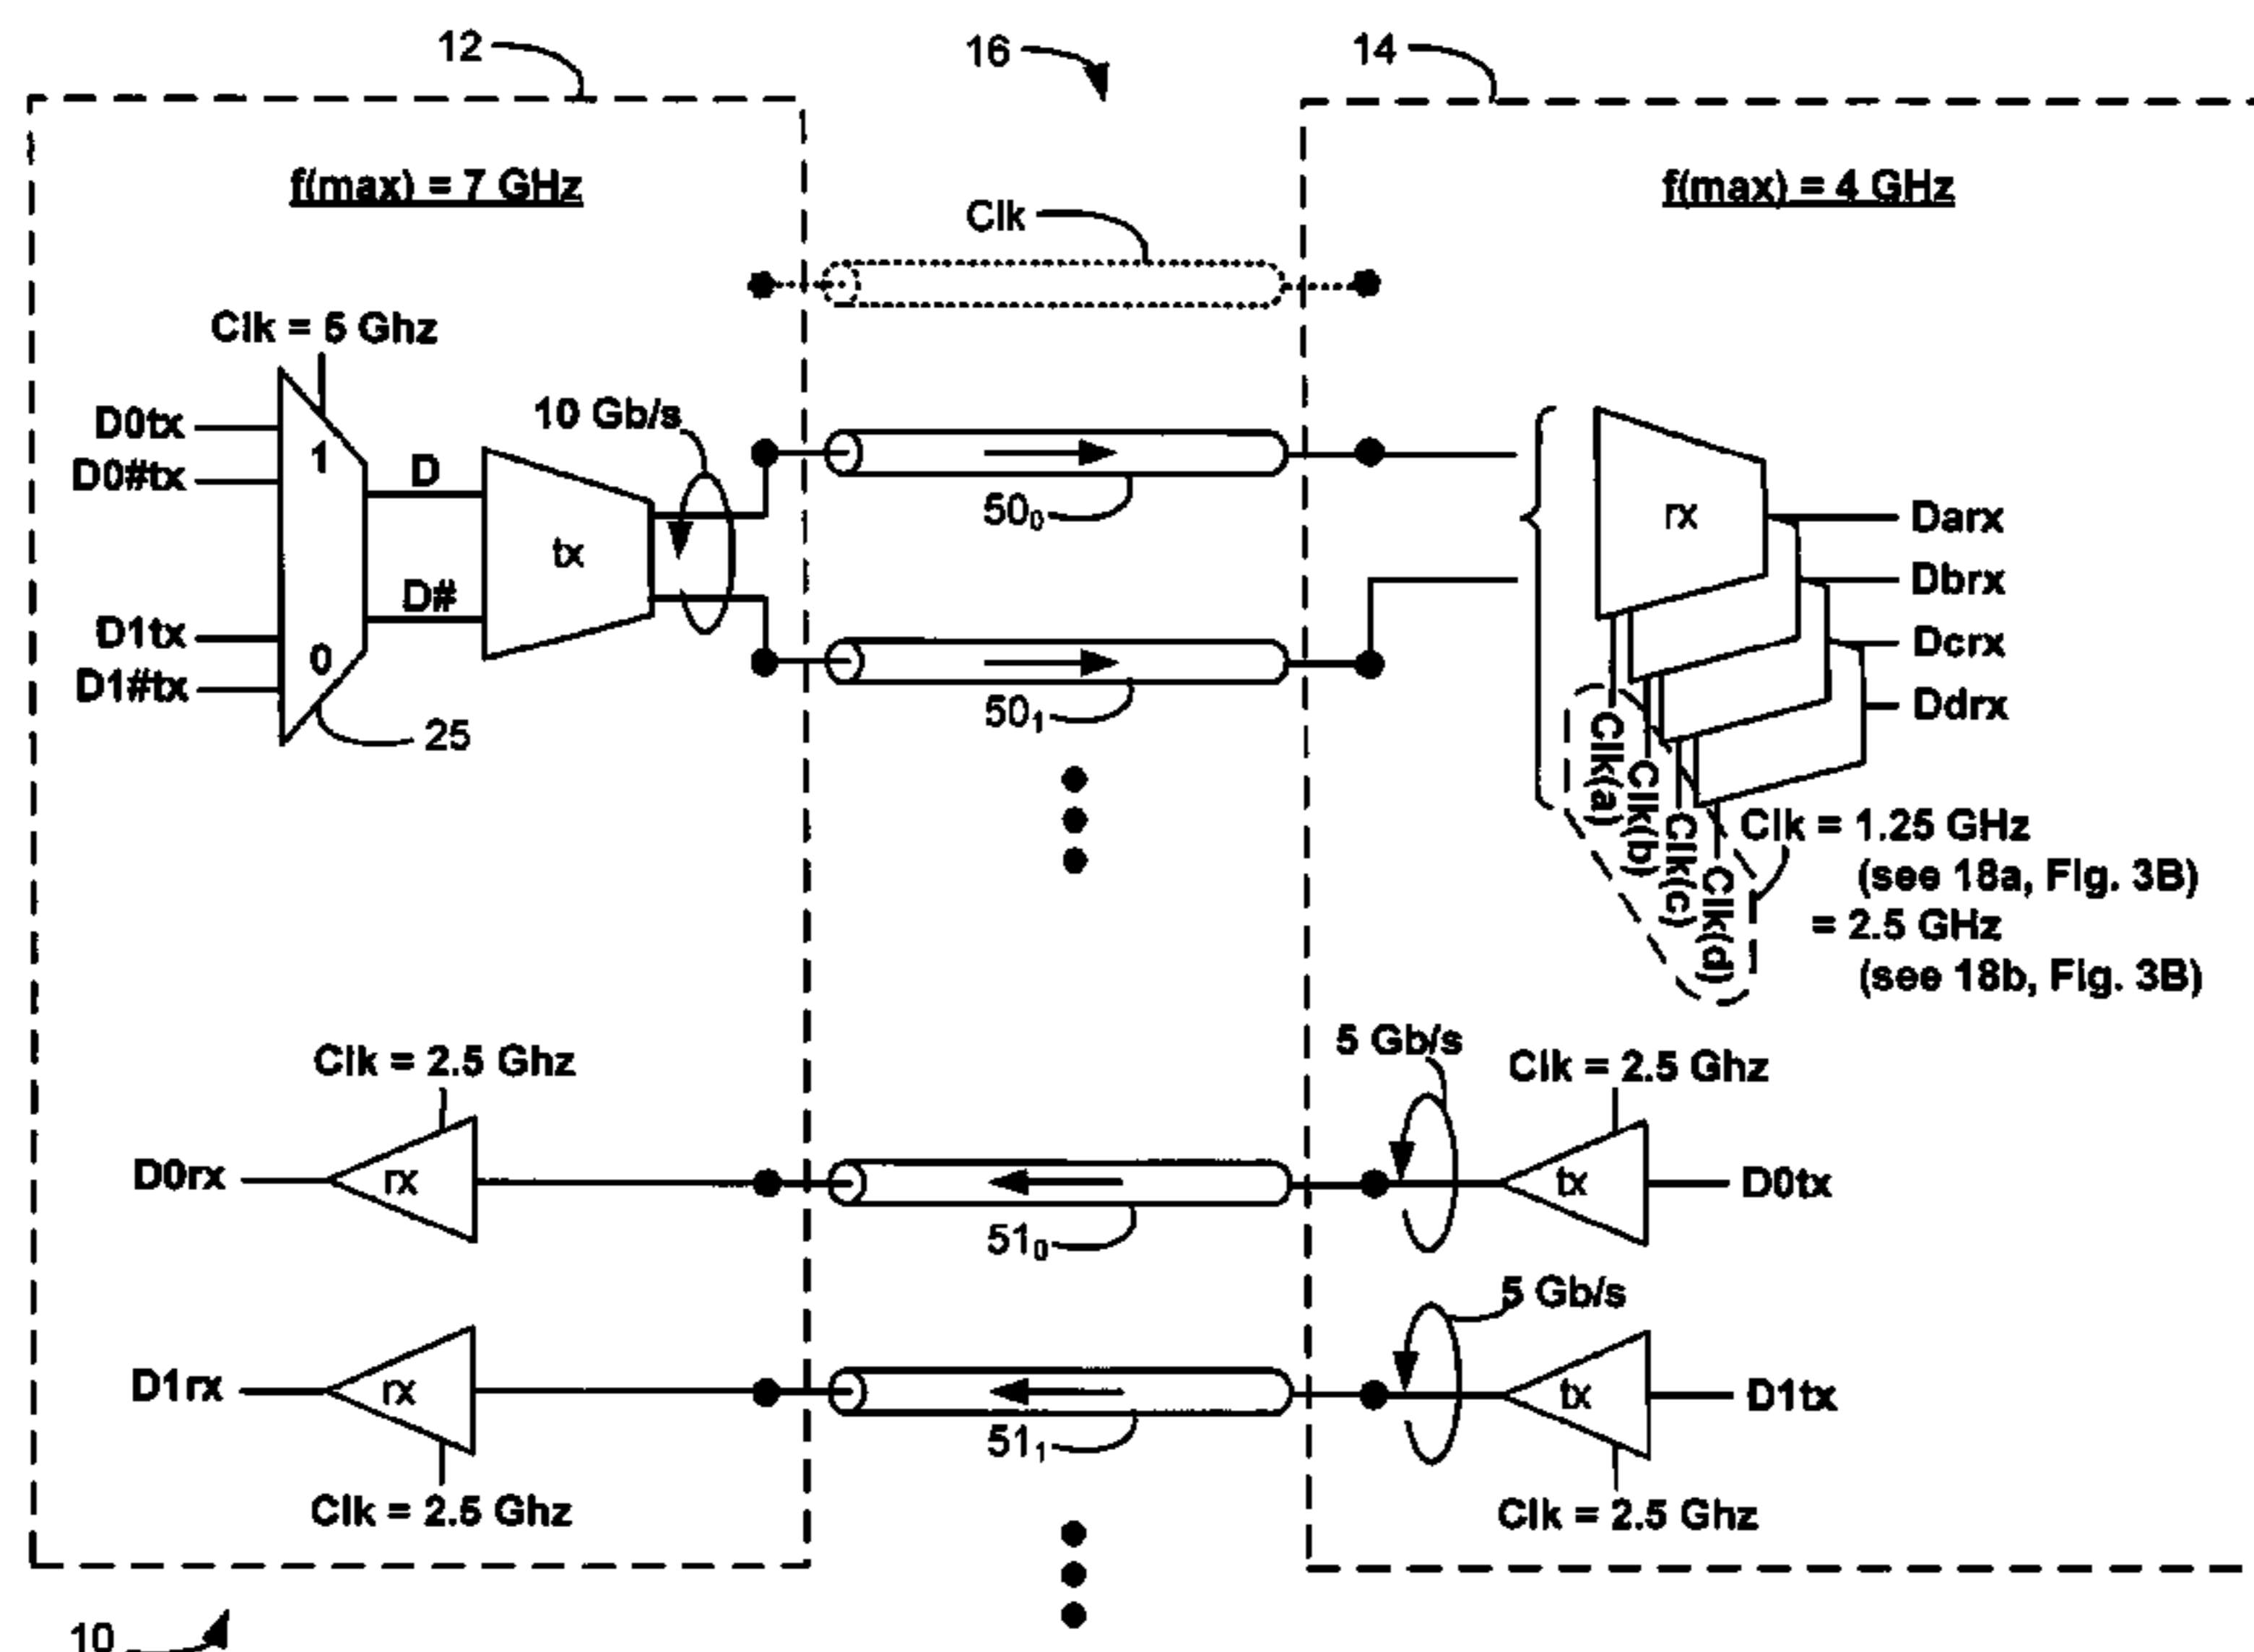 12
16
14
f(max) = 7 GHz
f(max) = 4 GHz
Clk
Clk = 5 Ghz
D0tx
D0#tx
D1tx
D1#tx
1
0
25
D
D#
tx
10 Gb/s
50₀
50₁
rx
Darx
Dbrx
Dcrx
Ddrx
Clk(a)
Clk(b)
Clk(c)
Clk(d)
Clk = 1.25 GHz
(see 18a, Fig. 3B)
= 2.5 GHz
(see 18b, Fig. 3B)
Clk = 2.5 Ghz
D0rx
rx
51₀
5 Gb/s
Clk = 2.5 Ghz
tx
D0tx
D1rx
rx
Clk = 2.5 Ghz
51₁
5 Gb/s
tx
D1tx
Clk = 2.5 Ghz
10